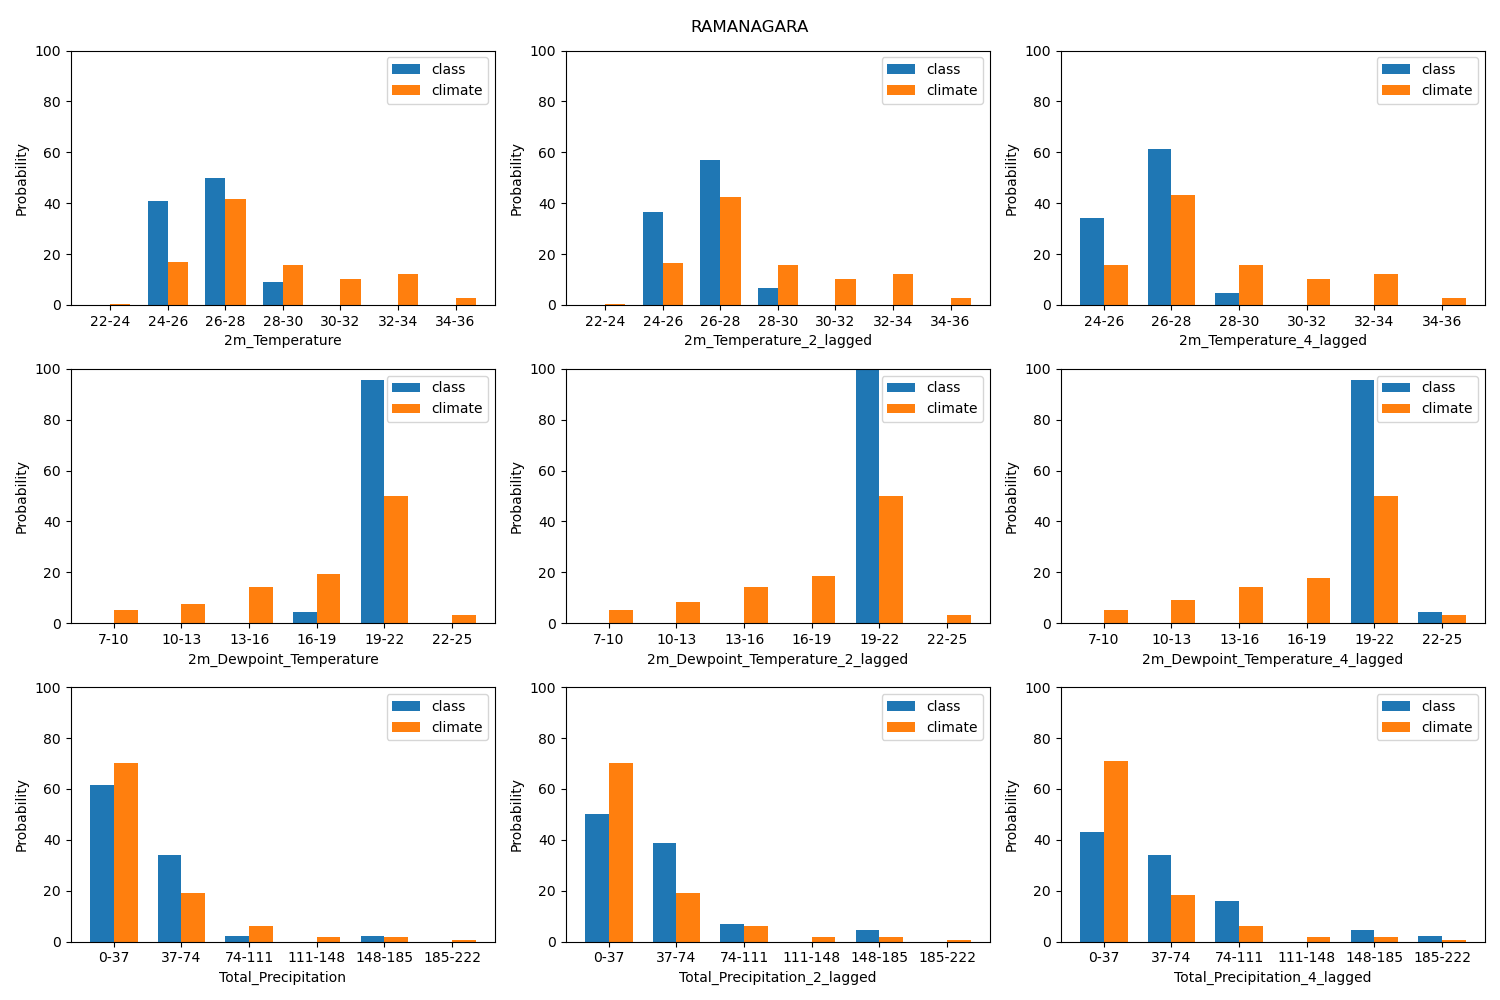 RAMANAGARA
100
80
60
40
20
0
Probability
class
climate
22-24 24-26 26-28 28-30 30-32 32-34 34-36
2m_Temperature
100
80
60
40
20
0
Probability
class
climate
22-24 24-26 26-28 28-30 30-32 32-34 34-36
2m_Temperature_2_lagged
100
80
60
40
20
0
Probability
class
climate
24-26 26-28 28-30 30-32 32-34 34-36
2m_Temperature_4_lagged
100
80
60
40
20
0
Probability
class
climate
7-10 10-13 13-16 16-19 19-22 22-25
2m_Dewpoint_Temperature
100
80
60
40
20
0
Probability
class
climate
7-10 10-13 13-16 16-19 19-22 22-25
2m_Dewpoint_Temperature_2_lagged
100
80
60
40
20
0
Probability
class
climate
7-10 10-13 13-16 16-19 19-22 22-25
2m_Dewpoint_Temperature_4_lagged
100
80
60
40
20
0
Probability
class
climate
0-37 37-74 74-111 111-148 148-185 185-222
Total_Precipitation
100
80
60
40
20
0
Probability
class
climate
0-37 37-74 74-111 111-148 148-185 185-222
Total_Precipitation_2_lagged
100
80
60
40
20
0
Probability
class
climate
0-37 37-74 74-111 111-148 148-185 185-222
Total_Precipitation_4_lagged